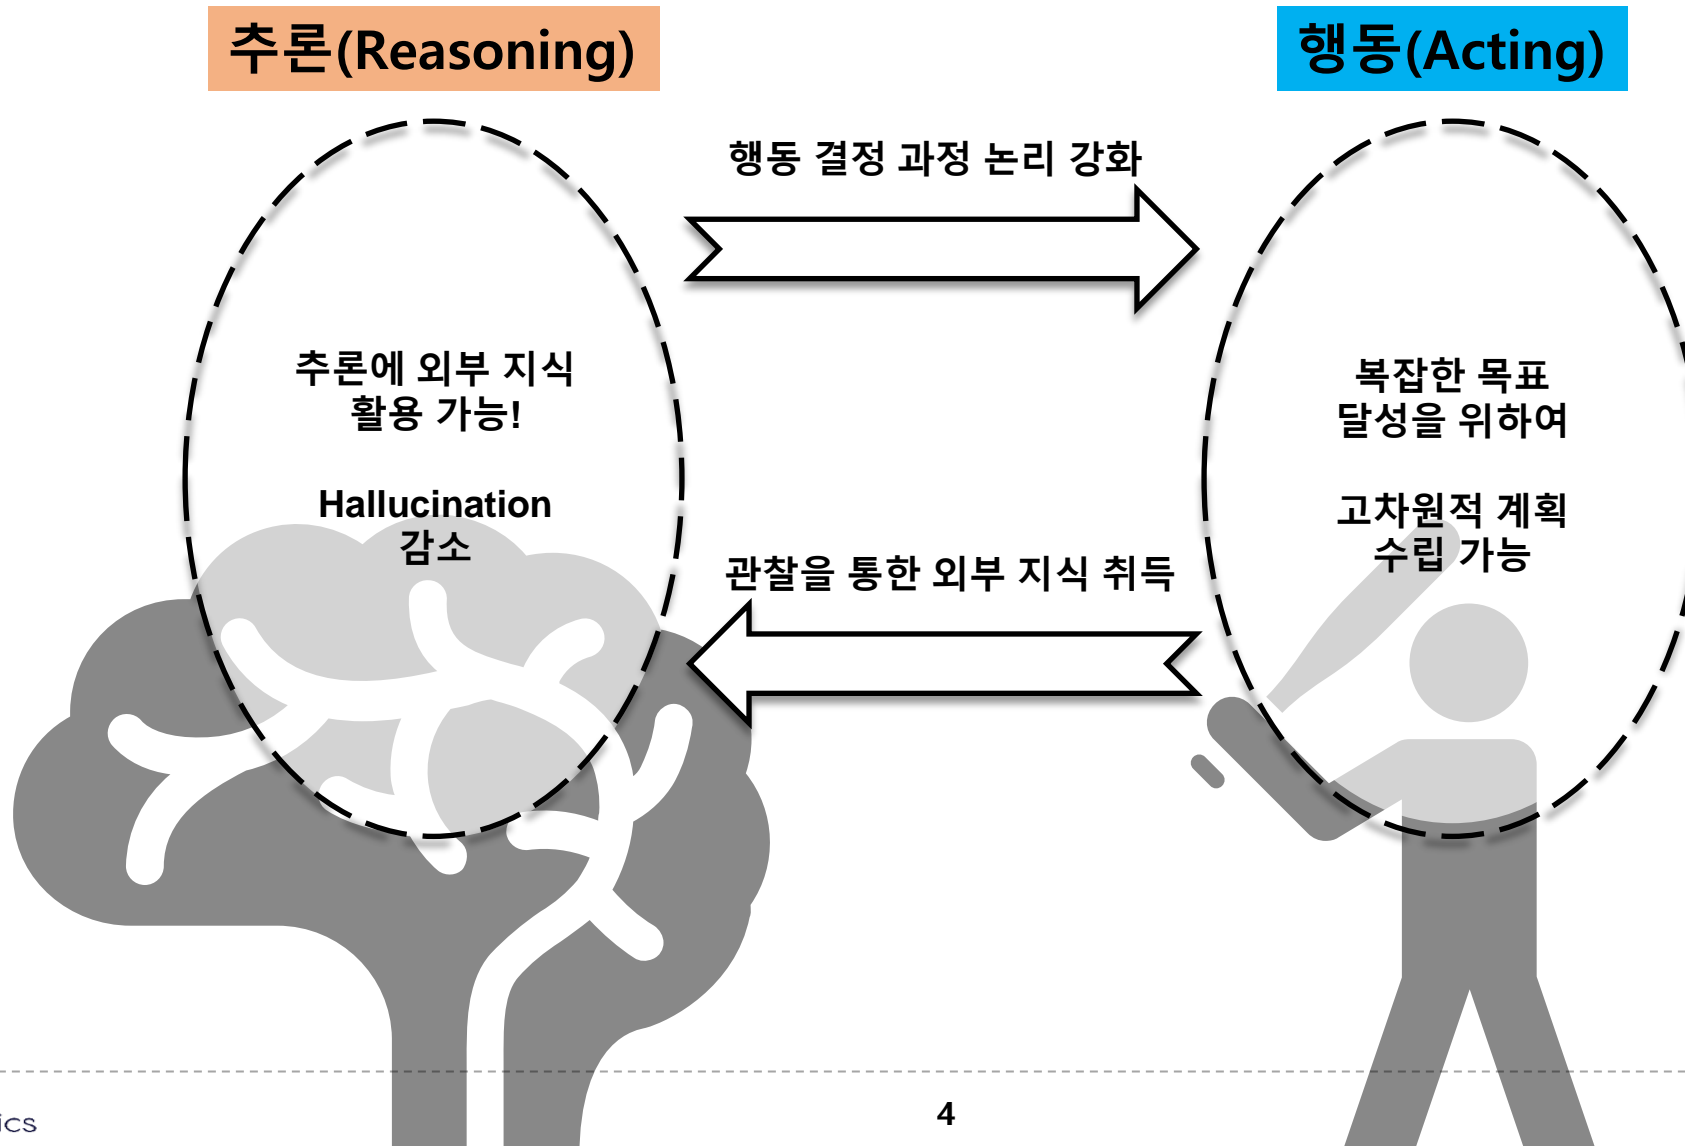 추론(Reasoning)
행동(Acting)
행동 결정 과정 논리 강화
추론에 외부 지식
활용 가능!
Hallucination
감소
복잡한 목표
달성을 위하여
고차원적 계획
수립 가능
관찰을 통한 외부 지식 취득
4
ics